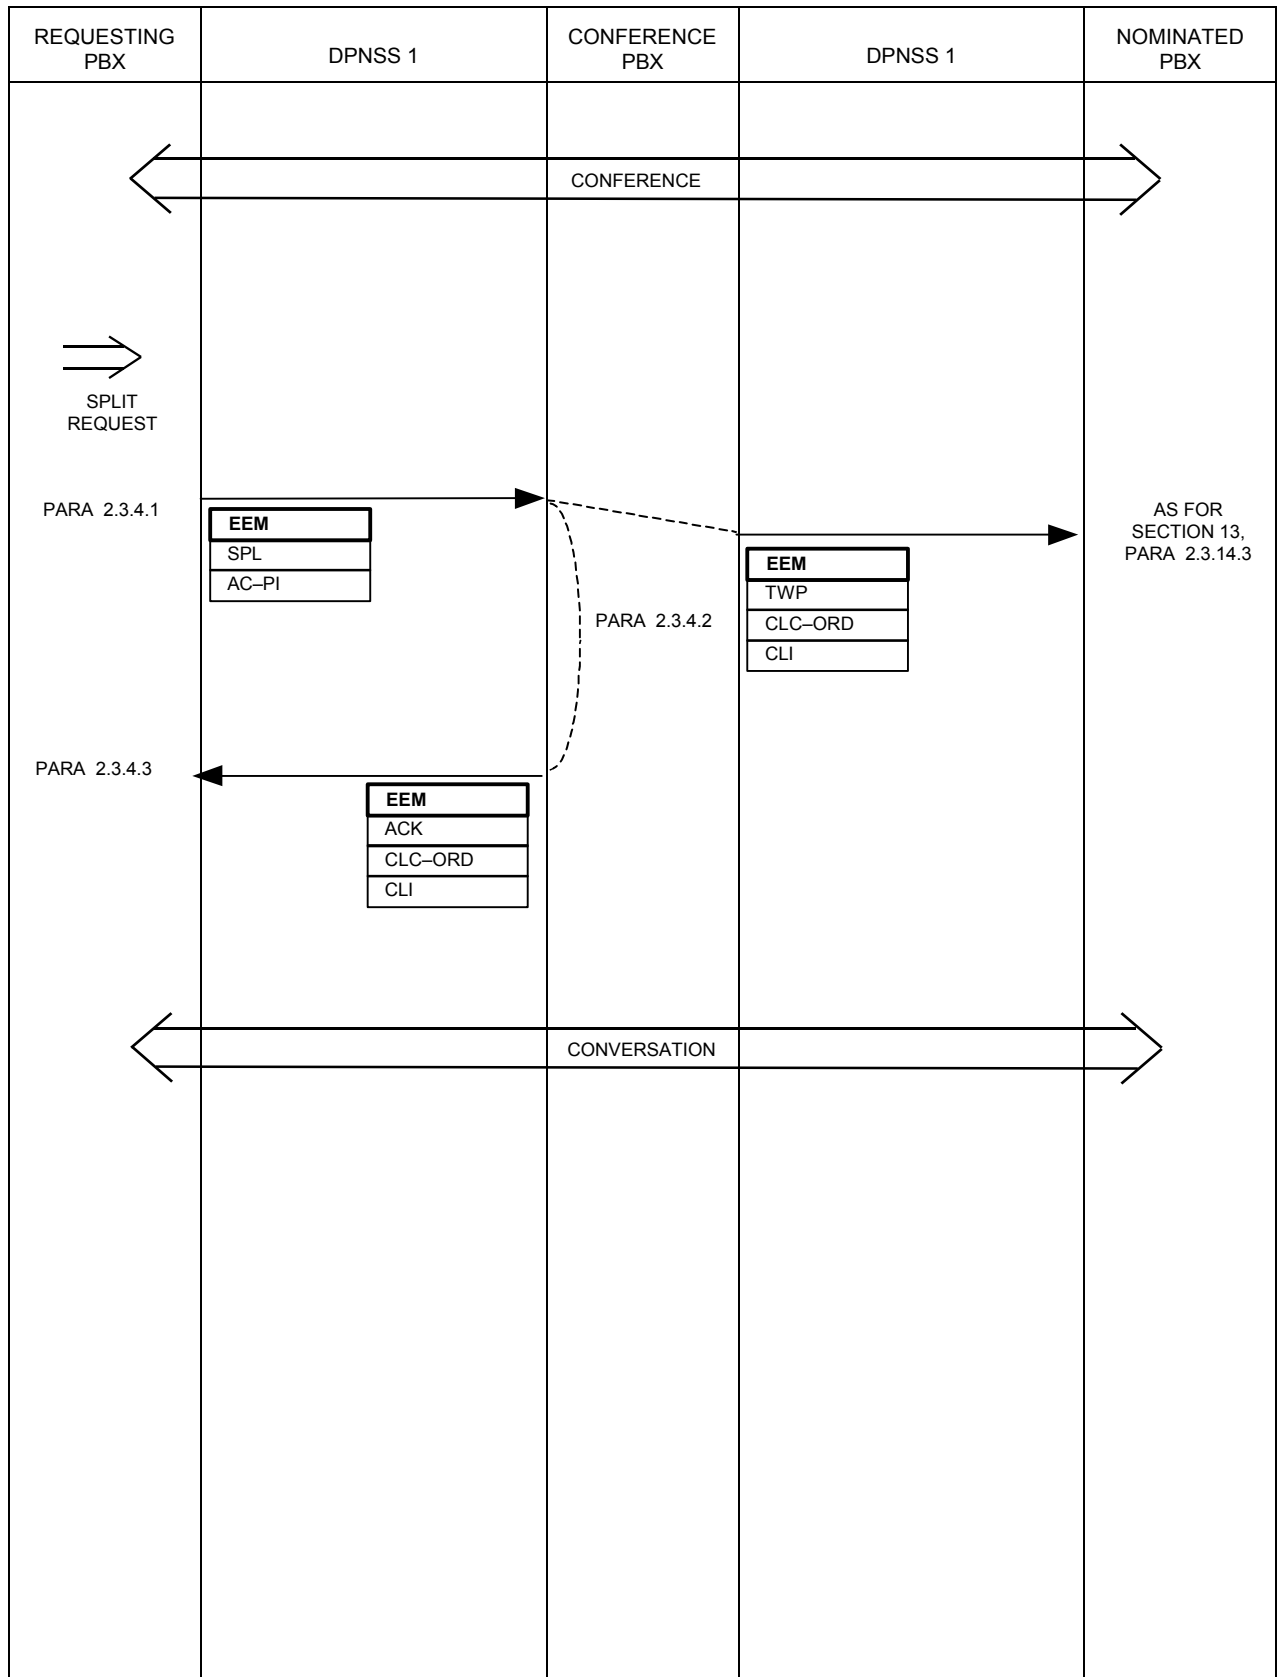 REQUESTING
PBX
DPNSS 1
CONFERENCE
PBX
DPNSS 1
NOMINATED
PBX
CONFERENCE
SPLIT
REQUEST
PARA 2.3.4.1
EEM
SPL
AC–PI
AS FOR
SECTION 13,
PARA 2.3.14.3
EEM
TWP
CLC–ORD
CLI
PARA 2.3.4.2
PARA 2.3.4.3
EEM
ACK
CLC–ORD
CLI
CONVERSATION